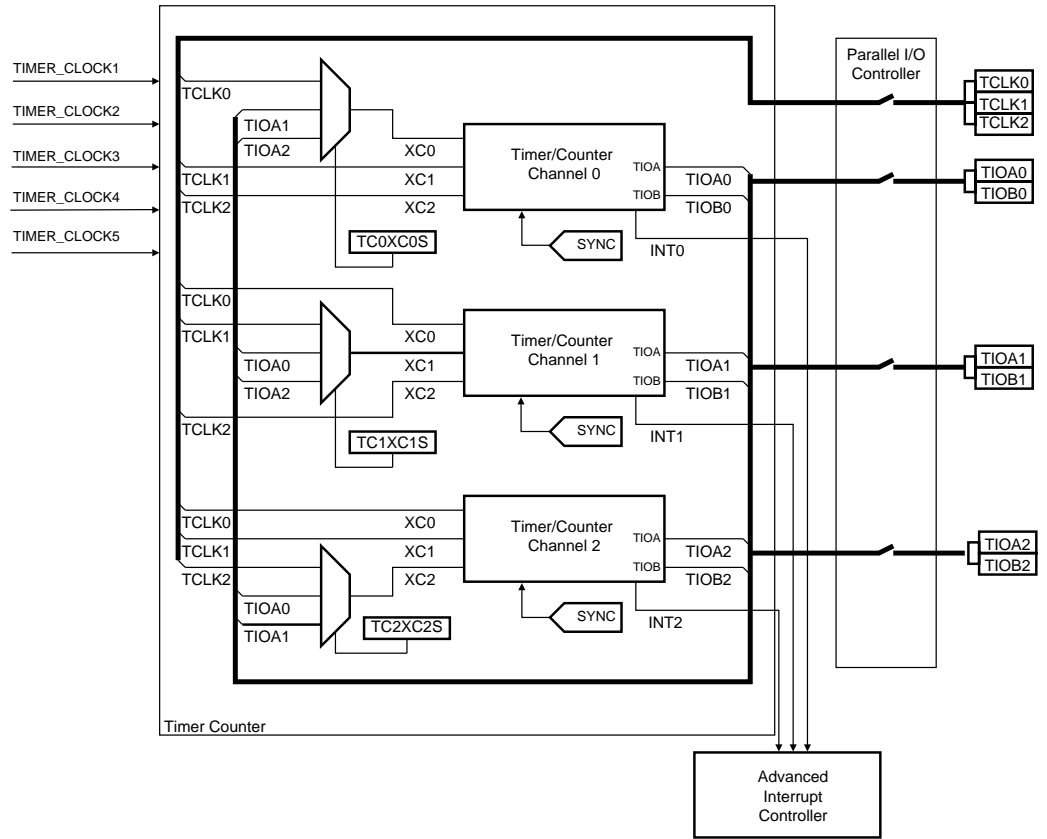 TIMER_CLOCK1
TIMER_CLOCK2
TIMER_CLOCK3
TIMER_CLOCK4
TIMER_CLOCK5
TCLK0
TIOA1
TIOA2
TCLK1
TCLK2
XC0
XC1
XC2
TC0XC0S
Timer/Counter
Channel 0
TIOA
TIOB
TIOA0
TIOB0
SYNC
INT0
TCLK0
TCLK1
TIOA0
TIOA2
TCLK2
XC0
XC1
XC2
TC1XC1S
Timer/Counter
Channel 1
TIOA
TIOB
TIOA1
TIOB1
SYNC
INT1
TCLK0
TCLK1
TCLK2
TIOA0
TIOA1
XC0
XC1
XC2
TC2XC2S
Timer/Counter
Channel 2
TIOA
TIOB
TIOA2
TIOB2
SYNC
INT2
Timer Counter
Parallel I/O
Controller
TCLK0
TCLK1
TCLK2
TIOA0
TIOB0
TIOA1
TIOB1
TIOA2
TIOB2
Advanced
Interrupt
Controller